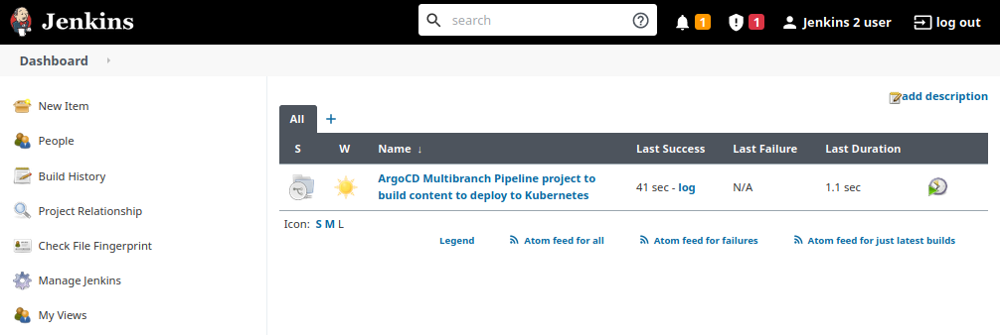 Jenkins
search
1
1
Jenkins 2 user
log out
Dashboard
New Item
People
Build History
Project Relationship
Check File Fingerprint
Manage Jenkins
My Views
add description
All +
S W Name ↓ Last Success Last Failure Last Duration
ArgoCD Multibranch Pipeline project to
build content to deploy to Kubernetes
41 sec - log N/A 1.1 sec
Icon: S M L
Legend Atom feed for all Atom feed for failures Atom feed for just latest builds